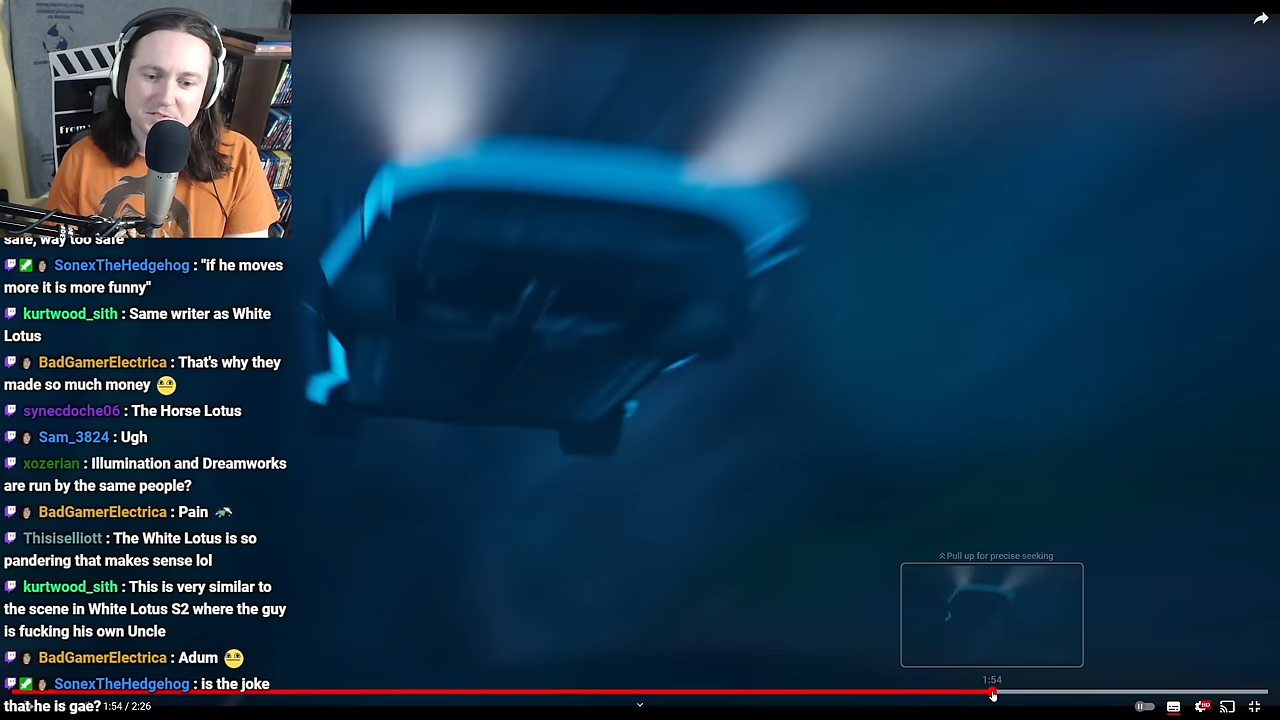 From
safe, way too safe
SonexTheHedgehog : "if he moves
more it is more funny"
kurtwood_sith : Same writer as White
Lotus
BadGamerElectrica : That's why they
made so much money
synecdoche06 : The Horse Lotus
Sam_3824 : Ugh
xozerian : Illumination and Dreamworks
are run by the same people?
BadGamerElectrica : Pain
Thisiselliott : The White Lotus is so
pandering that makes sense lol
kurtwood_sith : This is very similar to
the scene in White Lotus S2 where the guy
is fucking his own Uncle
BadGamerElectrica : Adum
SonexTheHedgehog : is the joke
that he is gae?
1:54 / 2:26
Pull up for precise seeking
1:54
HD